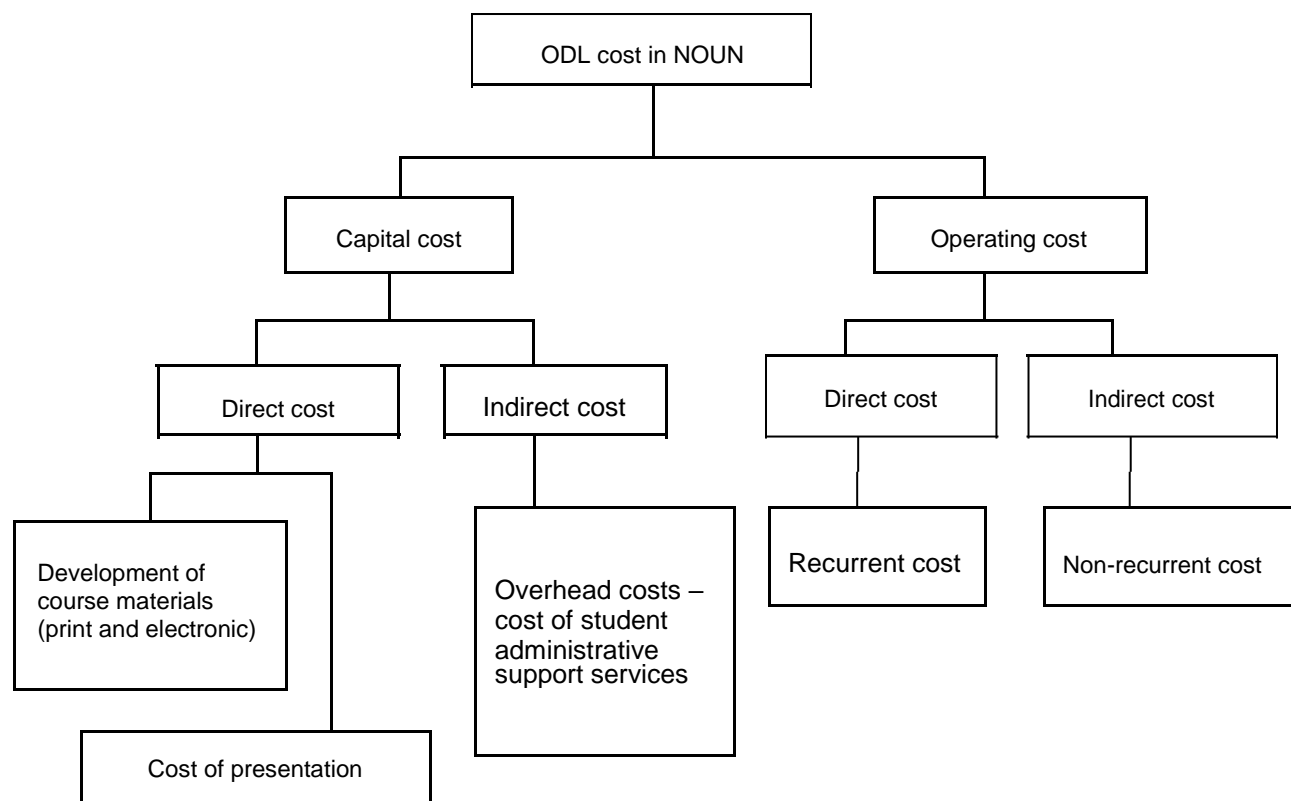 ODL cost in NOUN
Capital cost
Operating cost
Direct cost
Indirect cost
Direct cost
Indirect cost
Development of
course materials
(print and electronic)
Overhead costs –
cost of student
administrative
support services
Recurrent cost
Non-recurrent cost
Cost of presentation